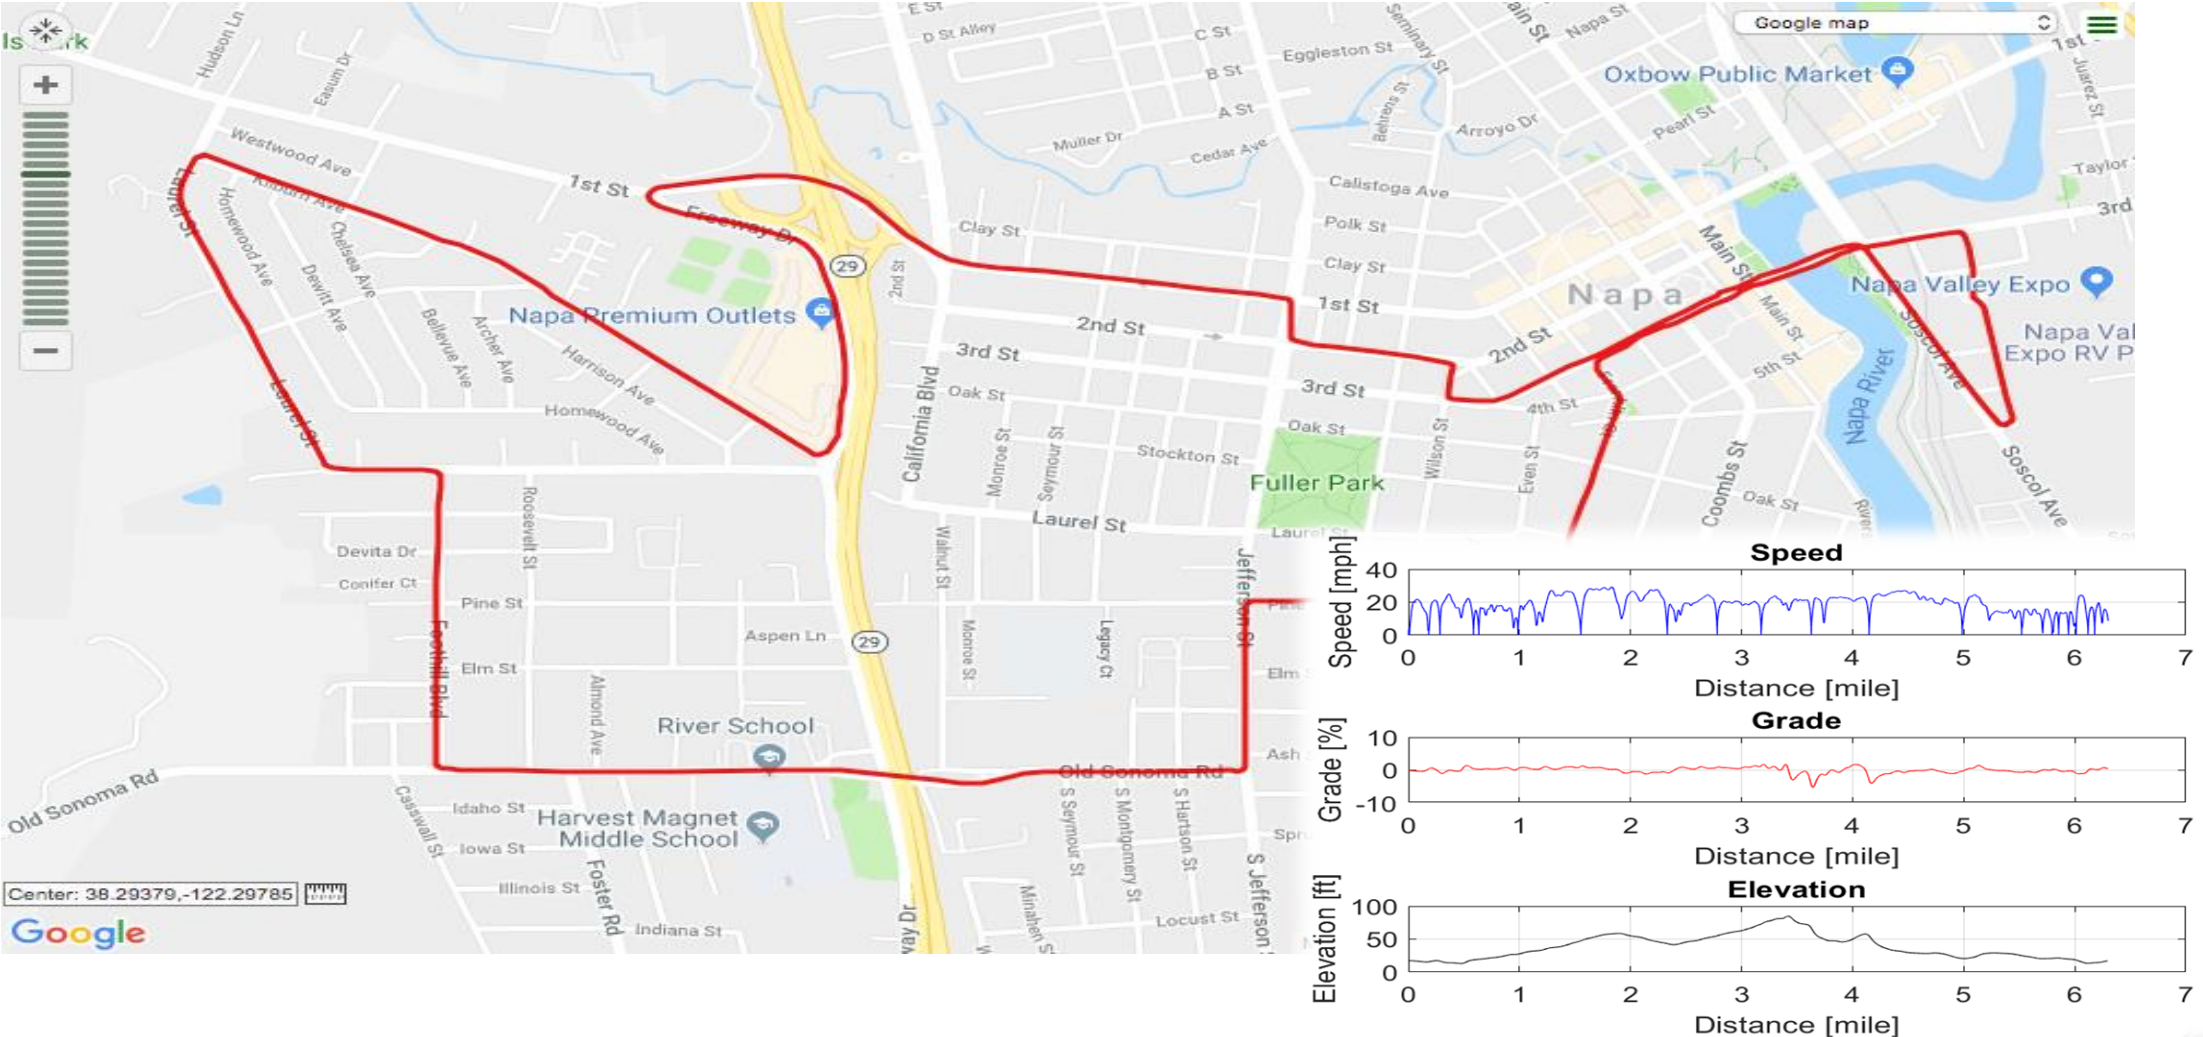 E St
D St Alley
C St
Eggleston St
Seminary St
ain St
Napa St
Google map
1st
Hudson Ln
Easum Dr
B St
Oxbow Public Market
Juarez St
A St
Behrens St
Arroyo Dr
Pearl St
Westwood Ave
Muller Dr
Cedar Ave
Taylor
1st St
Calistoga Ave
Laurel St
Kilburn Ave
Homewood Ave
Chelsea Ave
Freeway Dr
Clay St
Polk St
Main St
3rd
29
2nd St
Clay St
Dewitt Ave
Napa Premium Outlets
Bellevue Ave
Archer Ave
1st St
Napa
Main St
Napa Valley Expo
2nd St
2nd St
Soscol Ave
Napa Val
Expo RV P
3rd St
3rd St
5th St
Harrison Ave
Laurel St
Homewood Ave
California Blvd
Oak St
Oak St
4th St
Napa River
Monroe St
Seymour St
Stockton St
Fuller Park
Wilson St
Even St
Coombs St
Oak St
Soscol Ave
Roosevelt St
Laurel St
Laurel St
Devita Dr
Conifer Ct
Walnut St
Jefferson St
Pine St
Foothill Blvd
Aspen Ln
29
Monroe St
Legacy Ct
Elm St
Elm
Almond Ave
River School
Ash
Old Sonoma Rd
Old Sonoma Rd
Casswall St
Idaho St
Harvest Magnet
Middle School
Iowa St
S Seymour St
S Montgomery St
S Hartson St
Spr
Illinois St
Foster Rd
Minahen S
S Jefferson
Locust St
Indiana St
way Dr
Center: 38.29379,-122.29785
Google
Speed
Speed [mph]
40
20
0
0 1 2 3 4 5 6 7
Distance [mile]
Grade
Grade [%]
10
0
-10
0 1 2 3 4 5 6 7
Distance [mile]
Elevation
Elevation [ft]
100
50
0
0 1 2 3 4 5 6 7
Distance [mile]